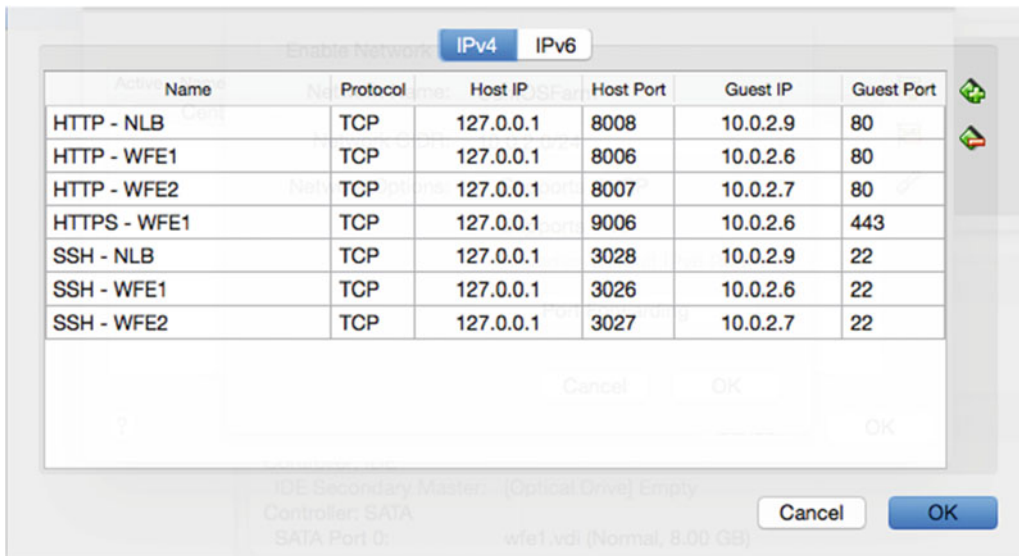 IPv4 IPv6
Name Protocol Host IP Host Port Guest IP Guest Port
HTTP - NLB TCP 127.0.0.1 8008 10.0.2.9 80
HTTP - WFE1 TCP 127.0.0.1 8006 10.0.2.6 80
HTTP - WFE2 TCP 127.0.0.1 8007 10.0.2.7 80
HTTPS - WFE1 TCP 127.0.0.1 9006 10.0.2.6 443
SSH - NLB TCP 127.0.0.1 3028 10.0.2.9 22
SSH - WFE1 TCP 127.0.0.1 3026 10.0.2.6 22
SSH - WFE2 TCP 127.0.0.1 3027 10.0.2.7 22
Cancel OK
? OK
IDE Secondary Master: [Optical Drive] Empty
Controller: SATA
SATA Port 0: wfe1.vdi (Normal, 8.00 GB)
Cancel OK